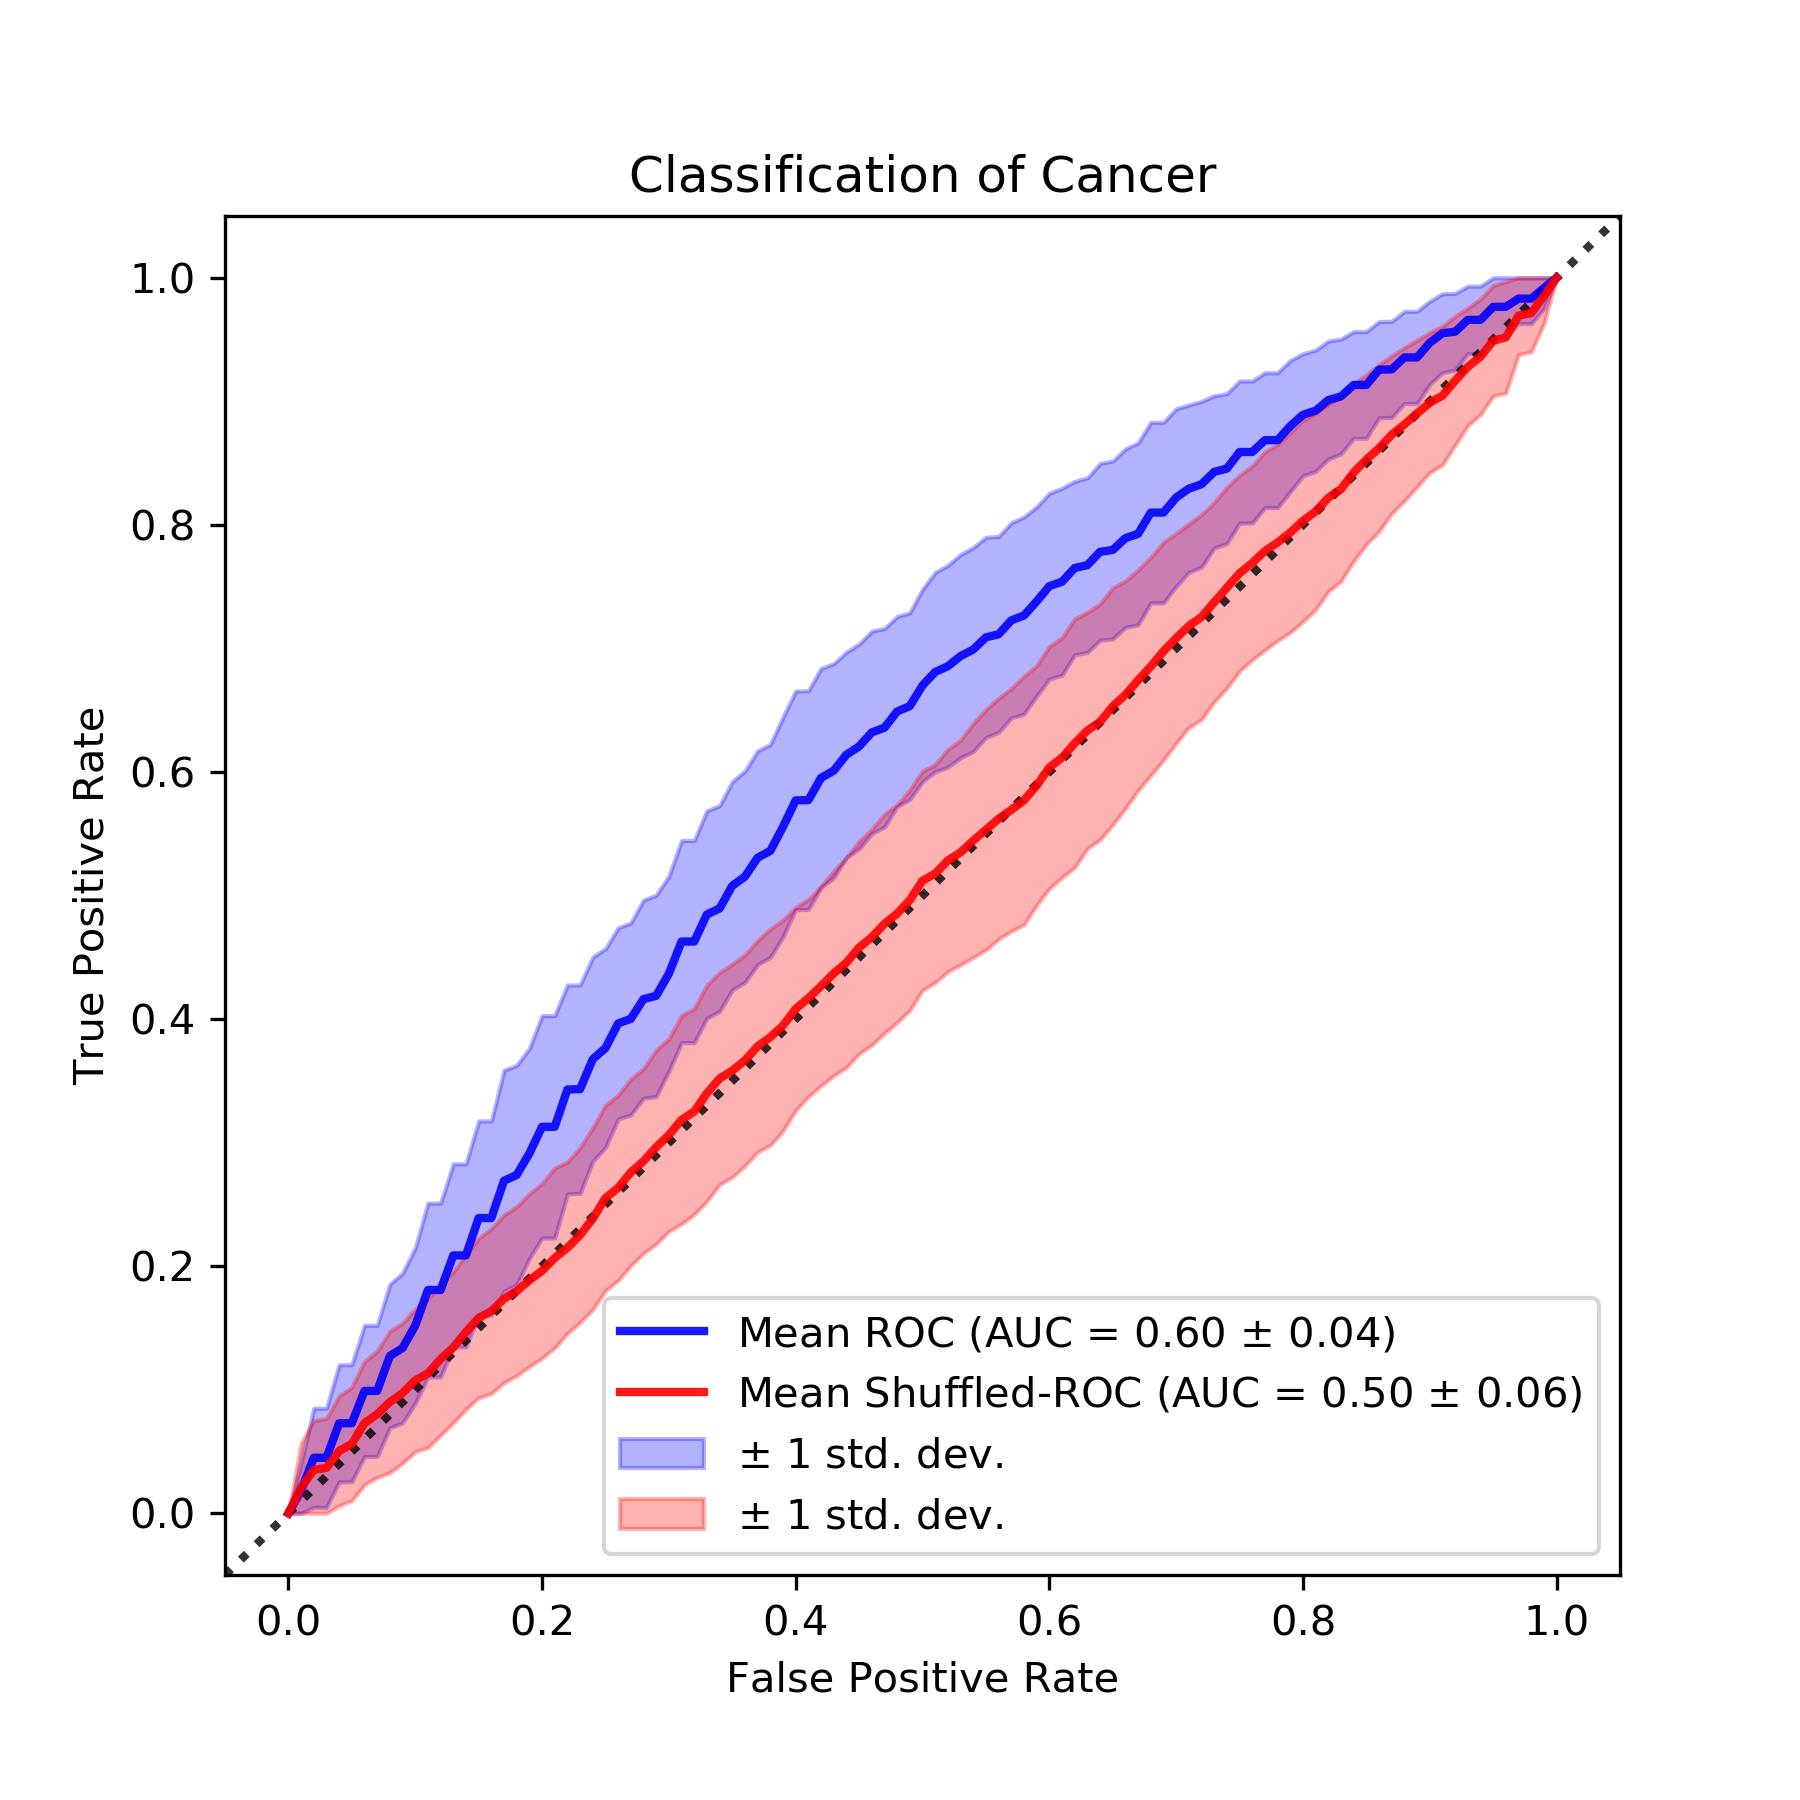 Classification of Cancer
1.0
0.8
0.6
0.4
0.2
0.0
True Positive Rate
Mean ROC (AUC = 0.60 ± 0.04)
Mean Shuffled-ROC (AUC = 0.50 ± 0.06)
± 1 std. dev.
± 1 std. dev.
0.0 0.2 0.4 0.6 0.8 1.0
False Positive Rate